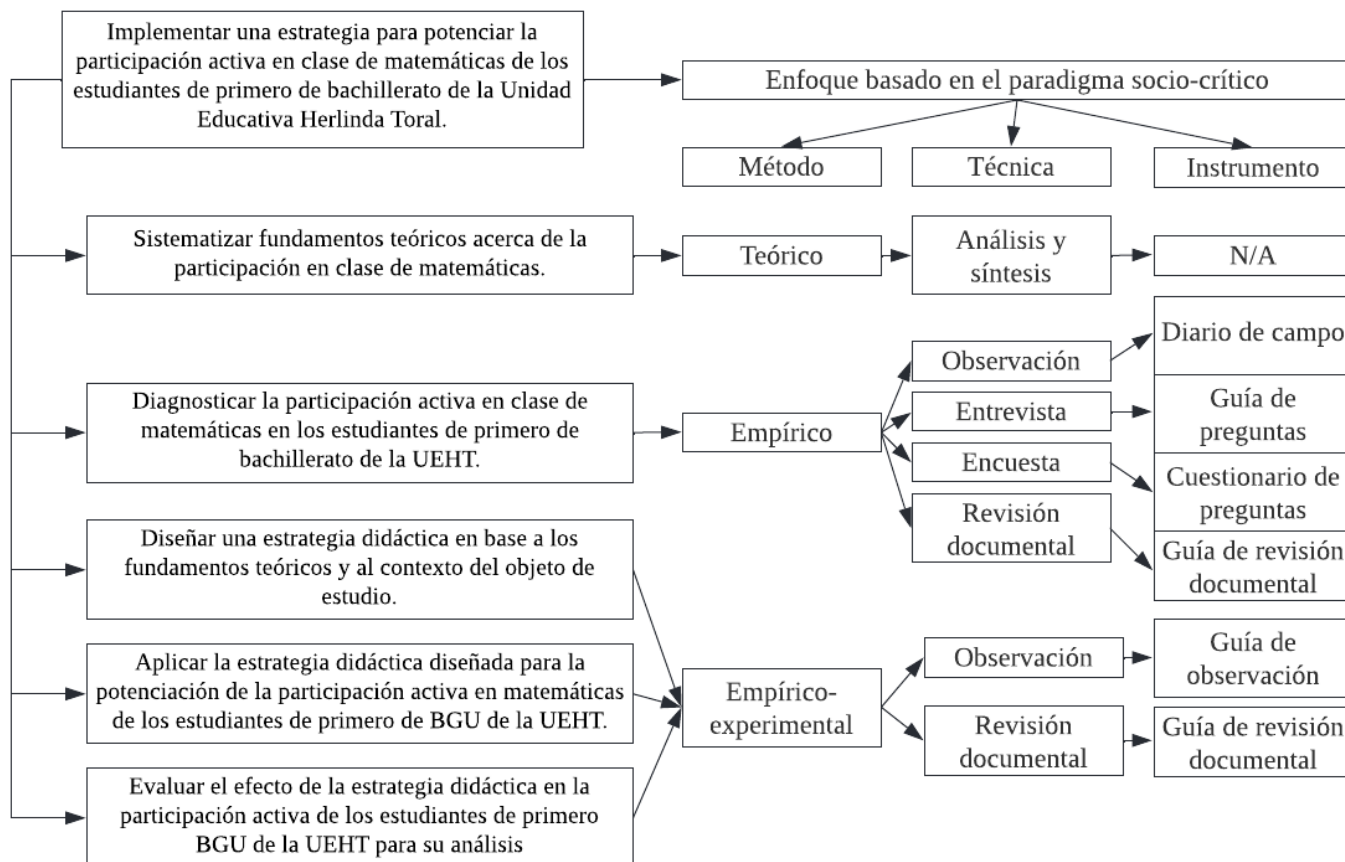 Implementar una estrategia para potenciar la
participación activa en clase de matemáticas de los
estudiantes de primero de bachillerato de la Unidad
Educativa Herlinda Toral.
Enfoque basado en el paradigma socio-crítico
Método
Técnica
Instrumento
Sistematizar fundamentos teóricos acerca de la
participación en clase de matemáticas.
Teórico
Análisis y
síntesis
N/A
Diagnosticar la participación activa en clase de
matemáticas en los estudiantes de primero de
bachillerato de la UEHT.
Empírico
Observación
Diario de campo
Entrevista
Guía de
preguntas
Encuesta
Cuestionario de
preguntas
Revisión
documental
Guía de revisión
documental
Diseñar una estrategia didáctica en base a los
fundamentos teóricos y al contexto del objeto de
estudio.
Aplicar la estrategia didáctica diseñada para la
potenciación de la participación activa en matemáticas
de los estudiantes de primero de BGU de la UEHT.
Evaluar el efecto de la estrategia didáctica en la
participación activa de los estudiantes de primero
BGU de la UEHT para su análisis
Empírico-
experimental
Observación
Guía de
observación
Revisión
documental
Guía de revisión
documental